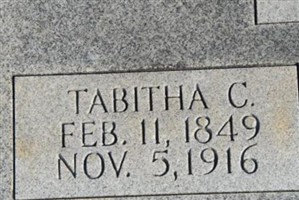 TABITHA C.
FEB. 11, 1849
NOV. 5, 1916